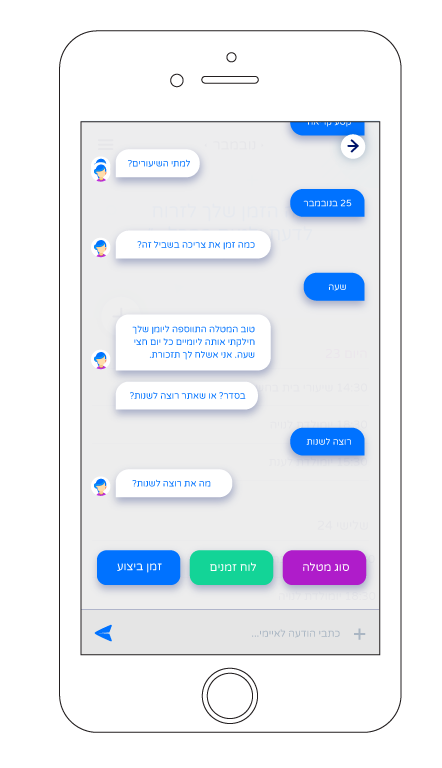 קטע קריאה
למתי השיעורים?
25 בנובמבר
כמה זמן את צריכה בשביל זה?
שעה
טוב המטלה התווספה ליומן שלך
חילקתי אותה ליומיים כל יום חצי
שעה. אני אשלח לך תזכורת.
בסדר? או שאתר רוצה לשנות?
רוצה לשנות
מה את רוצה לשנות?
סוג מטלה
לוח זמנים
זמן ביצוע
כתבי הודעה לאיימי...